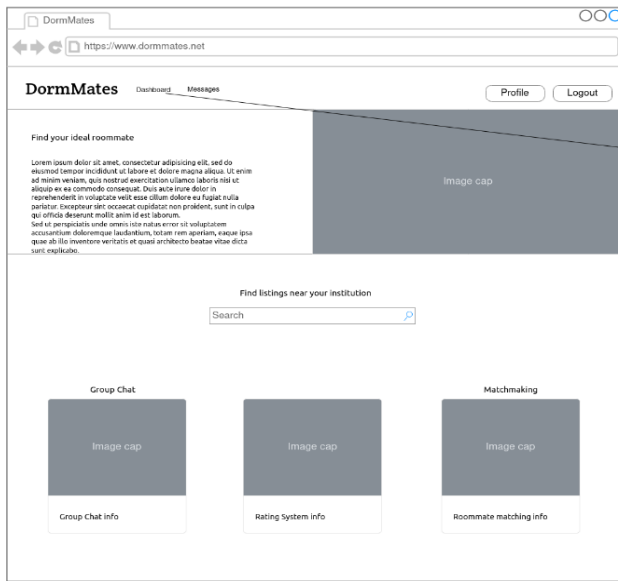 DormMates
https://www.dormmates.net
DormMates Dashboard Messages Profile Logout
Find your ideal roommate
Lorem ipsum dolor sit amet, consectetur adipisicing elit, sed do
eiusmod tempor incididunt ut labore et dolore magna aliqua. Ut enim
ad minim veniam, quis nostrud exercitation ullamco laboris nisi ut
aliquip ex ea commodo consequat. Duis aute irure dolor in
reprehenderit in voluptate velit esse cillum dolore eu fugiat nulla
pariatur. Excepteur sint occaecat cupidatat non proident, sunt in culpa
qui officia deserunt mollit anim id est laborum.
Sed ut perspiciatis unde omnis iste natus error sit voluptatem
accusantium doloremque laudantium, totam rem aperiam, eaque ipsa
quae ab illo inventore veritatis et quasi architecto beatae vitae dicta
sunt explicabo.
Image cap
Find listings near your institution
Search
Group Chat Matchmaking
Image cap Image cap Image cap
Group Chat info Rating System info Roommate matching info